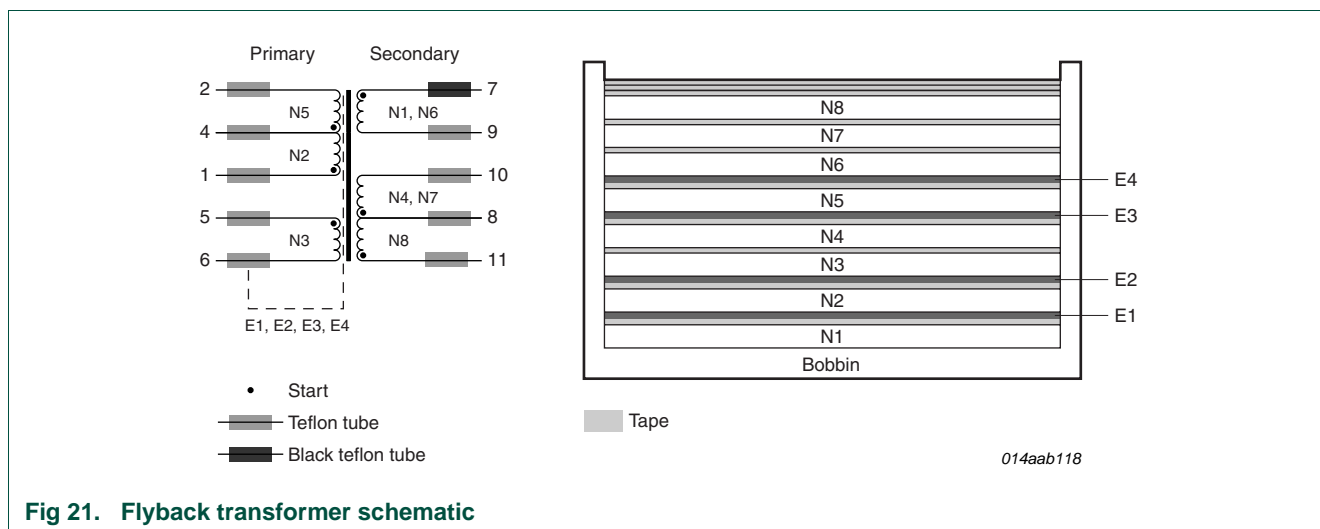 Primary Secondary
2 7
N5 N1, N6
4 9
N2
1 10
N4, N7
5 8
N3 N8
6 11
E1, E2, E3, E4
Start
Teflon tube
Black teflon tube
N8
N7
N6
E4
N5
E3
N4
N3
E2
N2
E1
N1
Bobbin
Tape
014aab118
Fig 21. Flyback transformer schematic